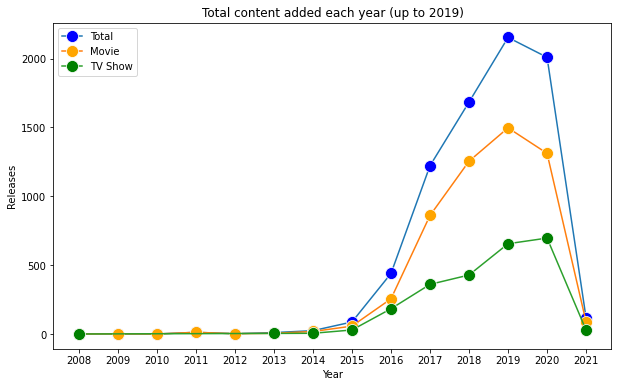 Total content added each year (up to 2019)
Total
Movie
TV Show
2000
1500
1000
500
0
Releases
2008 2009 2010 2011 2012 2013 2014 2015 2016 2017 2018 2019 2020 2021
Year